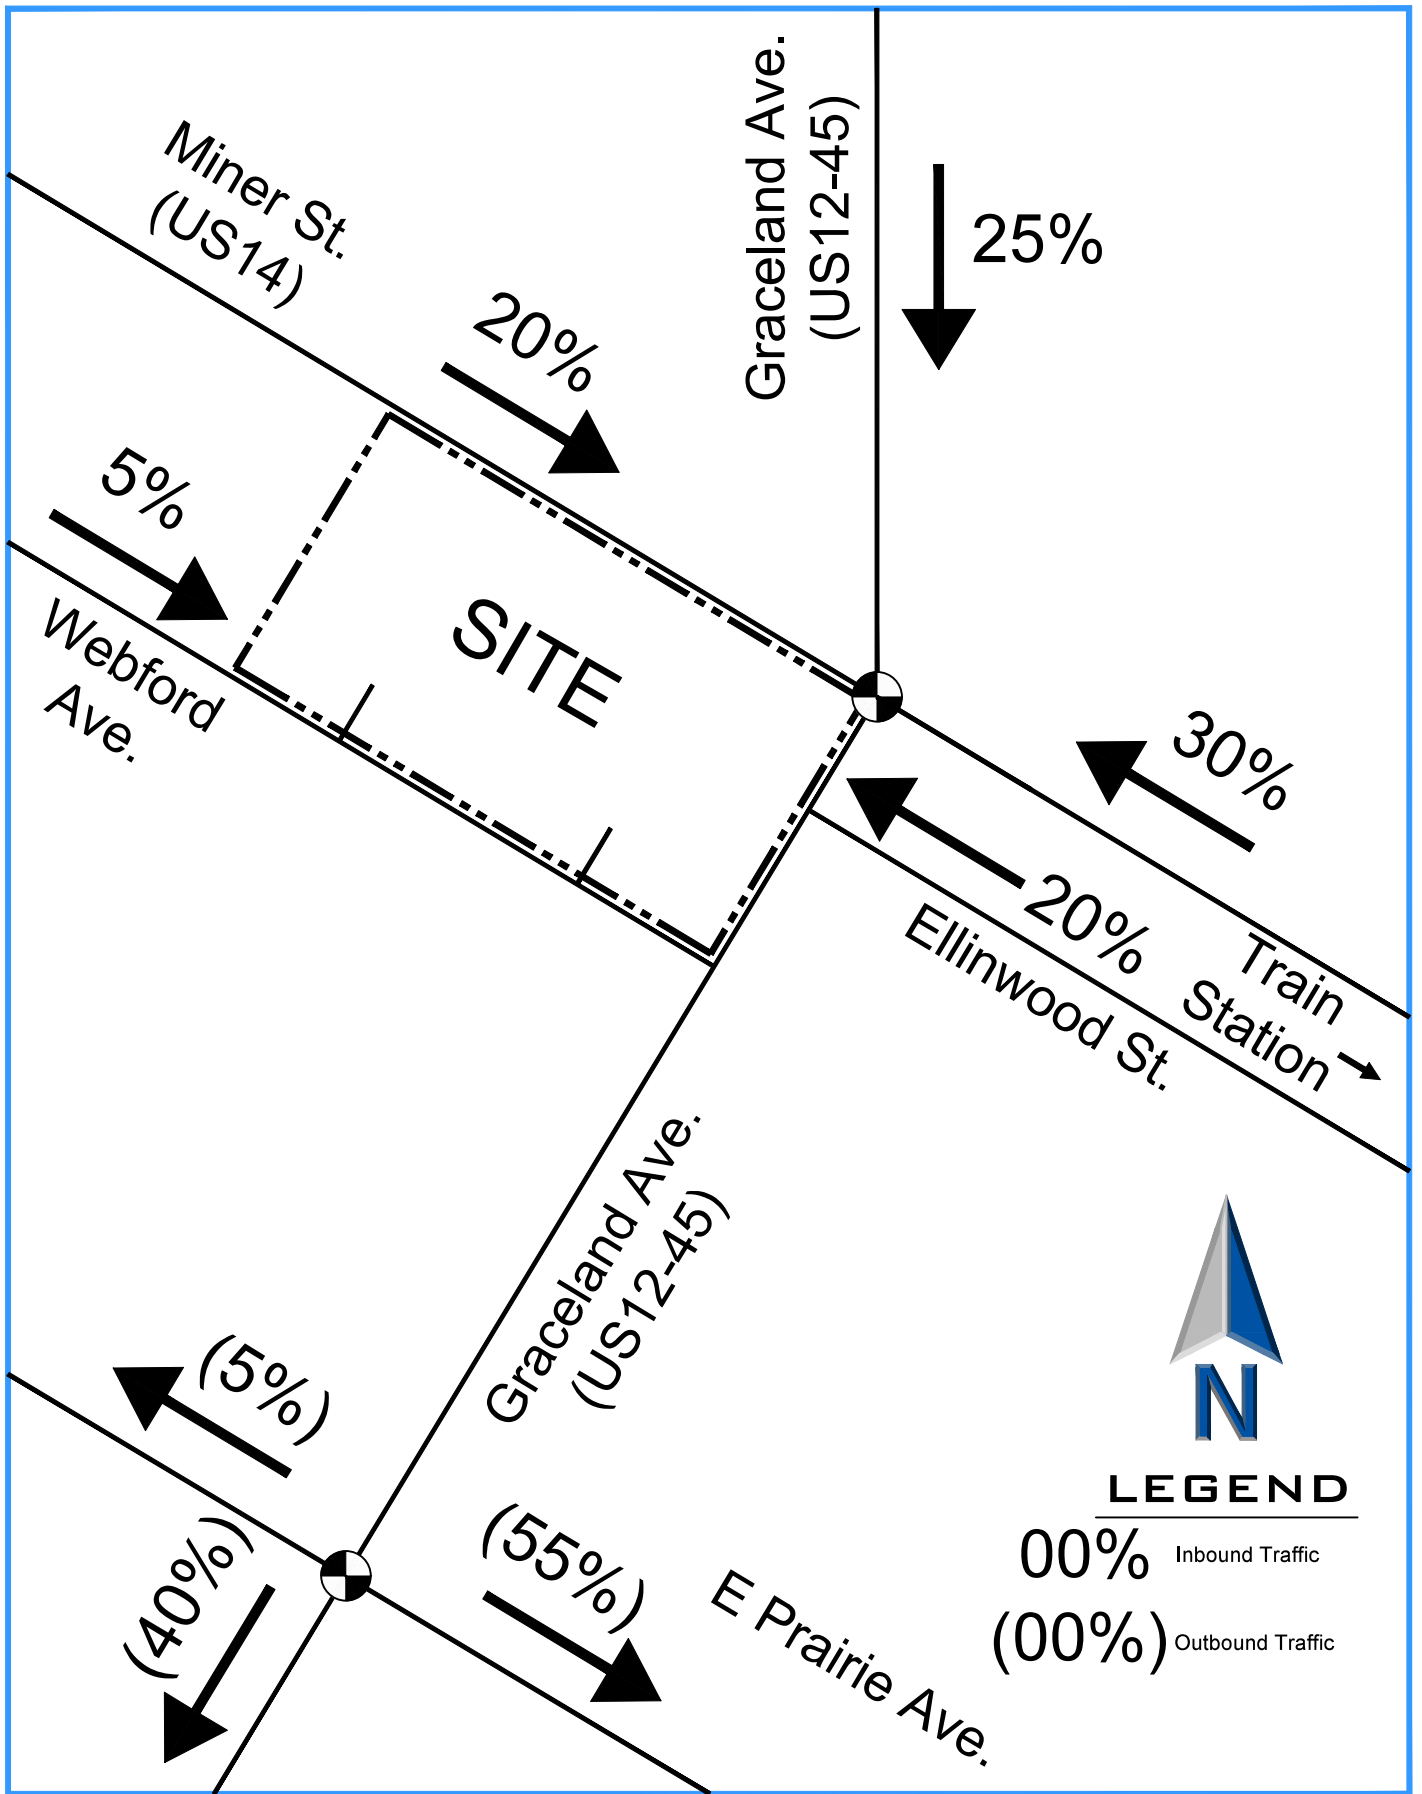 Graceland Ave.
(US12-45)
25%
Miner St.
(US14)
20%
5%
Webford
Ave.
SITE
30%
20%
Ellinwood St.
Train
Station
Graceland Ave.
(US12-45)
(5%)
(40%)
(55%)
E Prairie Ave.
N
LEGEND
00% Inbound Traffic
(00%) Outbound Traffic